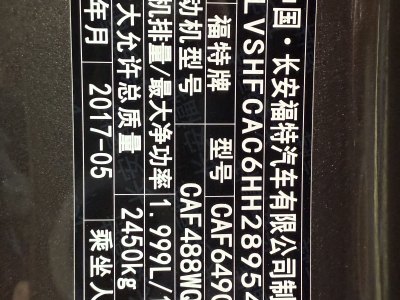 中国·长安福特汽车有限公司制
LVSHFCAC6HH28954
福特牌 型号 CAF6490
动机型号 CAF488WQ
机排量/最大净功率 1.999L/1
大允许总质量 2450kg
年月 2017-05 乘坐人